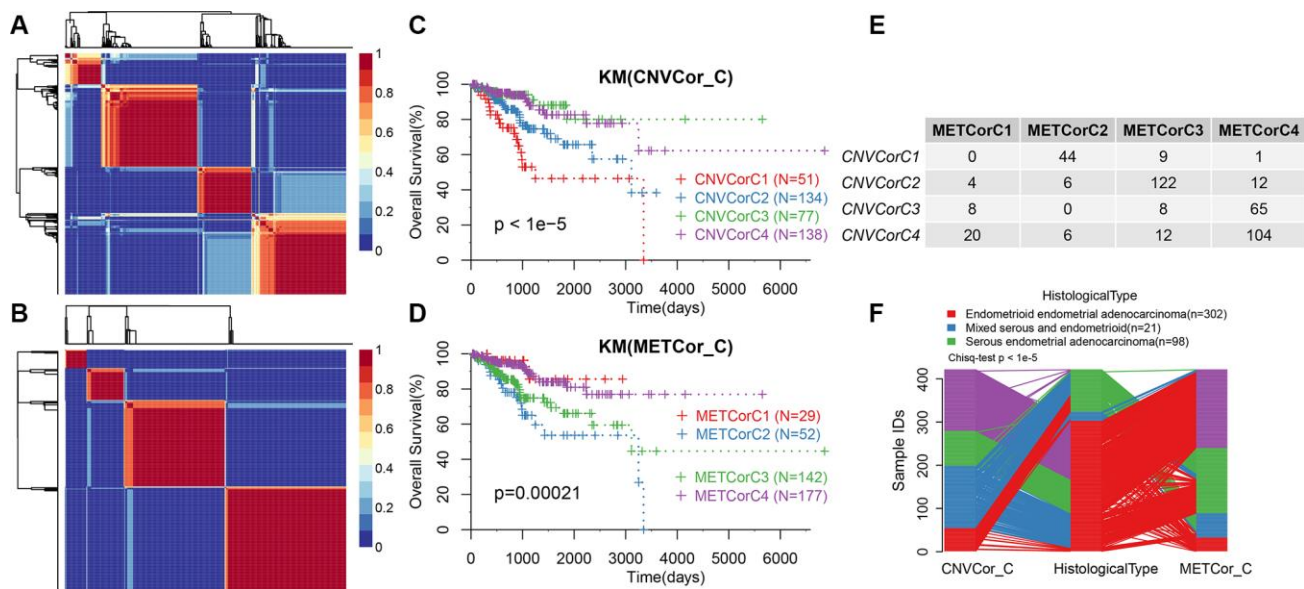 A
1
0.8
0.6
0.4
0.2
0
B
1
0.8
0.6
0.4
0.2
0
C
KM(CNVCor_C)
Overall Survival(%)
100
80
60
40
20
0
CNVCorC1 (N=51)
CNVCorC2 (N=134)
CNVCorC3 (N=77)
CNVCorC4 (N=138)
p < 1e−5
0 1000 2000 3000 4000 5000 6000
Time(days)
D
KM(METCor_C)
Overall Survival(%)
100
80
60
40
20
0
METCorC1 (N=29)
METCorC2 (N=52)
METCorC3 (N=142)
METCorC4 (N=177)
p=0.00021
0 1000 2000 3000 4000 5000 6000
Time(days)
E
METCorC1 METCorC2 METCorC3 METCorC4
CNVCorC1 0 44 9 1
CNVCorC2 4 6 122 12
CNVCorC3 8 0 8 65
CNVCorC4 20 6 12 104
F
HistologicalType
Endometrioid endometrial adenocarcinoma(n=302)
Mixed serous and endometrioid(n=21)
Serous endometrial adenocarcinoma(n=98)
Chisq-test p < 1e-5
Sample IDs
400
300
200
100
0
CNVCor_C HistologicalType METCor_C